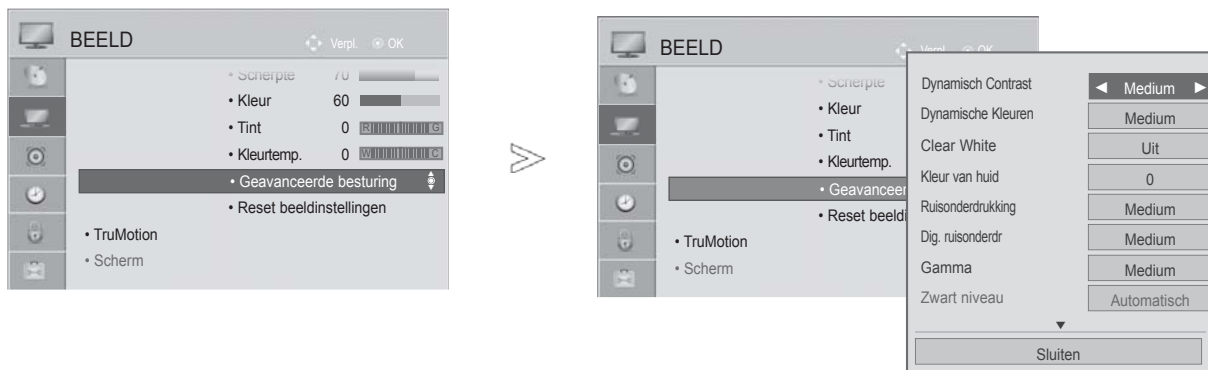 BEELD
Verpl. OK
• Scherpte 70
• Kleur 60
• Tint 0 R G
• Kleurtemp. 0 W C
• Geavanceerde besturing
• Reset beeldinstellingen
• TruMotion
• Scherm
BEELD
Verpl. OK
• Scherpte
• Kleur
• Tint
• Kleurtemp.
• Geavanceer
• Reset beeldi
• TruMotion
• Scherm
Dynamisch Contrast ◄ Medium ►
Dynamische Kleuren Medium
Clear White Uit
Kleur van huid 0
Ruisonderdrukking Medium
Dig. ruisonderdr Medium
Gamma Medium
Zwart niveau Automatisch
▼
Sluiten